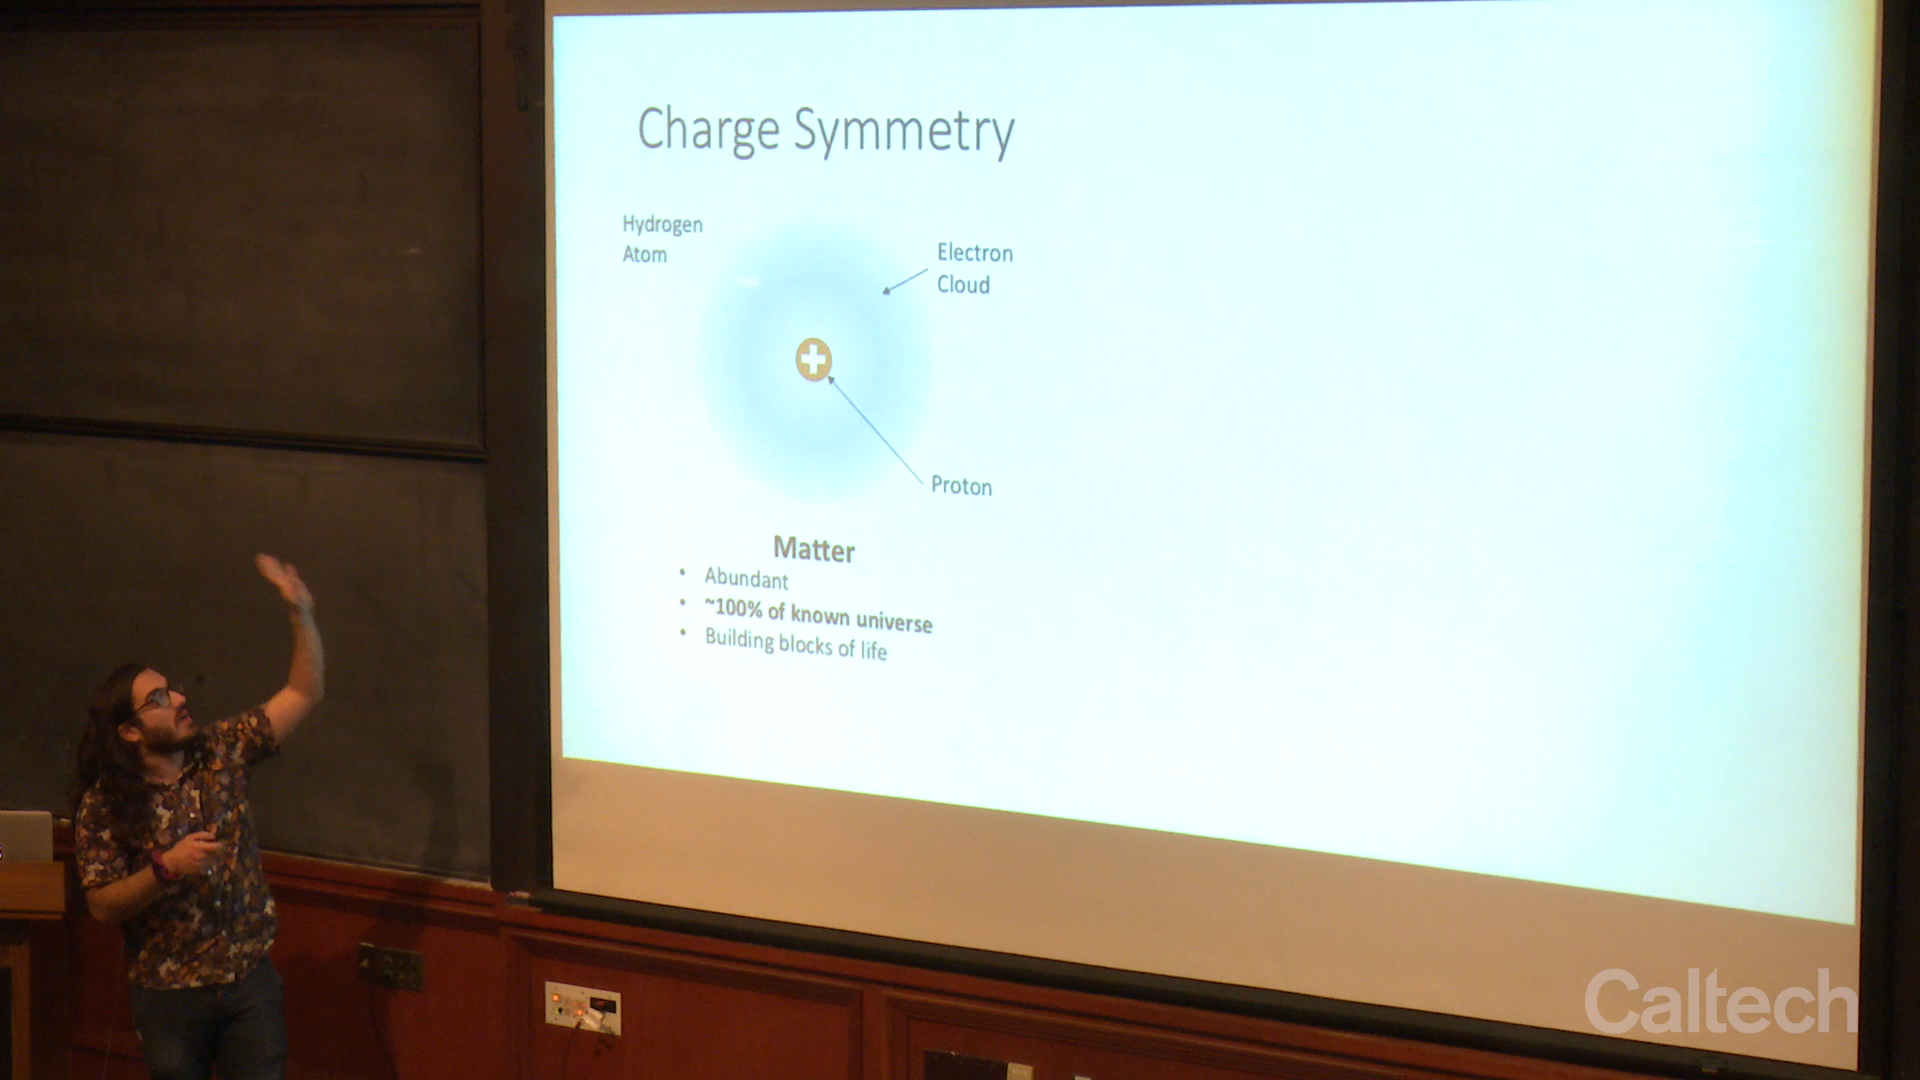 Charge Symmetry
Hydrogen
Atom
Electron
Cloud
Proton
Matter
• Abundant
• ~100% of known universe
• Building blocks of life
Caltech